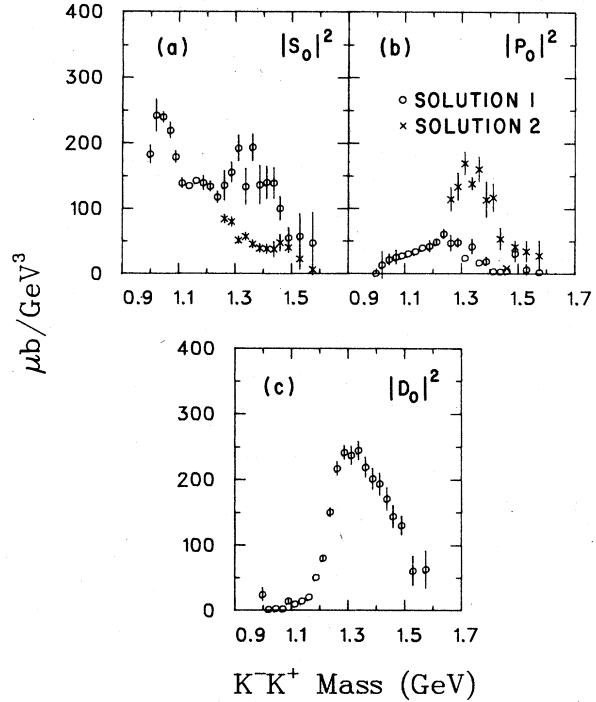 400
300
200
100
0
(a) |S₀|²
(b) |P₀|²
○ SOLUTION 1
× SOLUTION 2
0.9 1.1 1.3 1.5
0.9 1.1 1.3 1.5 1.7
μb/GeV³
400
300
200
100
0
(c) |D₀|²
0.9 1.1 1.3 1.5 1.7
K⁻K⁺ Mass (GeV)